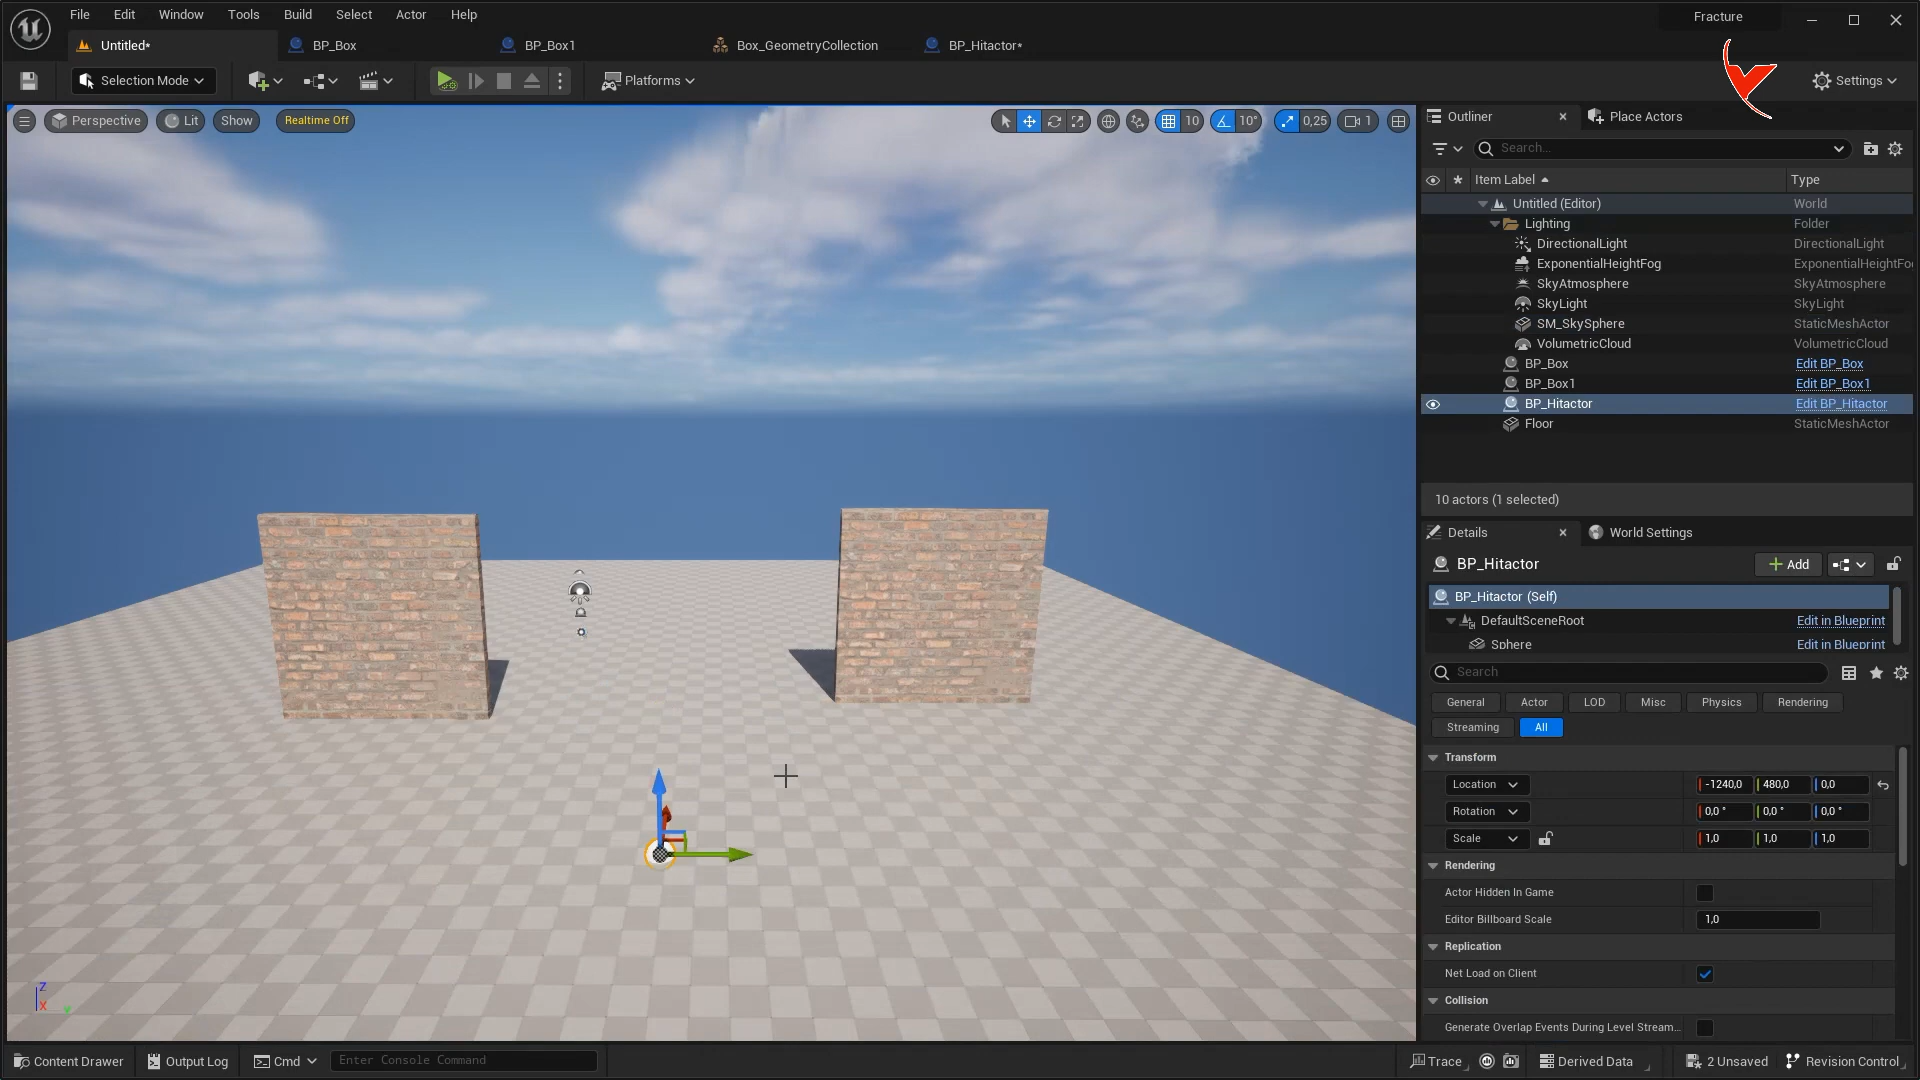 File Edit Window Tools Build Select Actor Help
Fracture
Untitled* BP_Box BP_Box1 Box_GeometryCollection BP_Hitactor*
Selection Mode Platforms Settings
Perspective Lit Show Realtime Off 10 10° 0,25 1
Outliner Place Actors
Search...
Item Label Type
Untitled (Editor) World
Lighting Folder
DirectionalLight DirectionalLight
ExponentialHeightFog ExponentialHeightFo
SkyAtmosphere SkyAtmosphere
SkyLight SkyLight
SM_SkySphere StaticMeshActor
VolumetricCloud VolumetricCloud
BP_Box Edit BP_Box
BP_Box1 Edit BP_Box1
BP_Hitactor Edit BP_Hitactor
Floor StaticMeshActor
10 actors (1 selected)
Details World Settings
BP_Hitactor Add
BP_Hitactor (Self)
DefaultSceneRoot Edit in Blueprint
Sphere Edit in Blueprint
Search
General Actor LOD Misc Physics Rendering
Streaming All
Transform
Location -1240,0 480,0 0,0
Rotation 0,0 ° 0,0 ° 0,0 °
Scale 1,0 1,0 1,0
Rendering
Actor Hidden In Game
Editor Billboard Scale 1,0
Replication
Net Load on Client
Collision
Generate Overlap Events During Level Stream...
Z
X
Y
Content Drawer Output Log Cmd Enter Console Command Trace Derived Data 2 Unsaved Revision Control